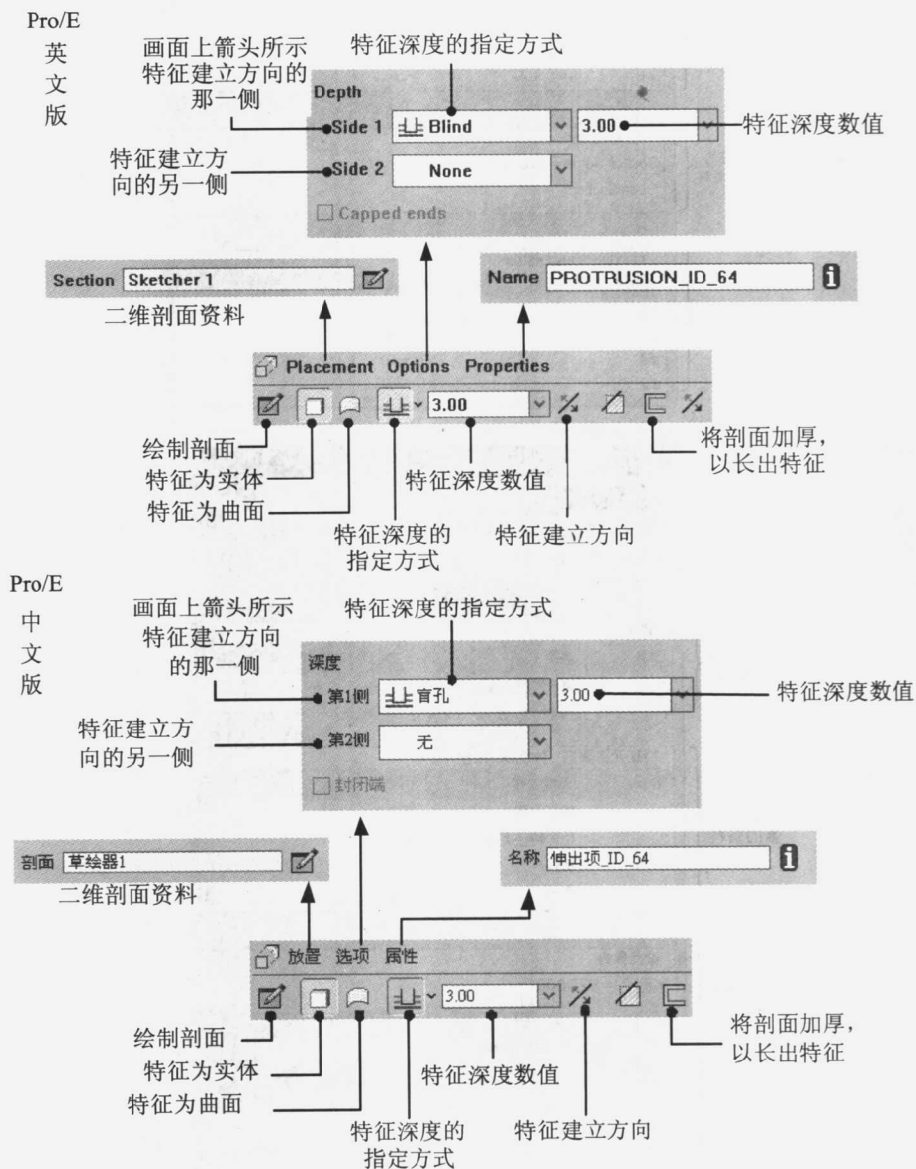 Pro/E
英
文
版
画面上箭头所示
特征建立方向的
那一侧
特征深度的指定方式
Depth
Side 1
Blind
3.00
特征深度数值
特征建立方
向的另一侧
Side 2
None
Capped ends
Section
Sketcher 1
二维剖面资料
Name
PROTRUSION_ID_64
Placement Options Properties
3.00
绘制剖面
特征为实体
特征为曲面
特征深度数值
将剖面加厚，
以长出特征
特征深度的
指定方式
特征建立方向
Pro/E
中
文
版
画面上箭头所示
特征建立方向
的那一侧
特征深度的指定方式
深度
第1侧
盲孔
3.00
特征深度数值
特征建立方
向的另一侧
第2侧
无
封闭端
剖面
草绘器1
二维剖面资料
名称
伸出项_ID_64
放置 选项 属性
3.00
绘制剖面
特征为实体
特征为曲面
特征深度数值
将剖面加厚，
以长出特征
特征深度的
指定方式
特征建立方向